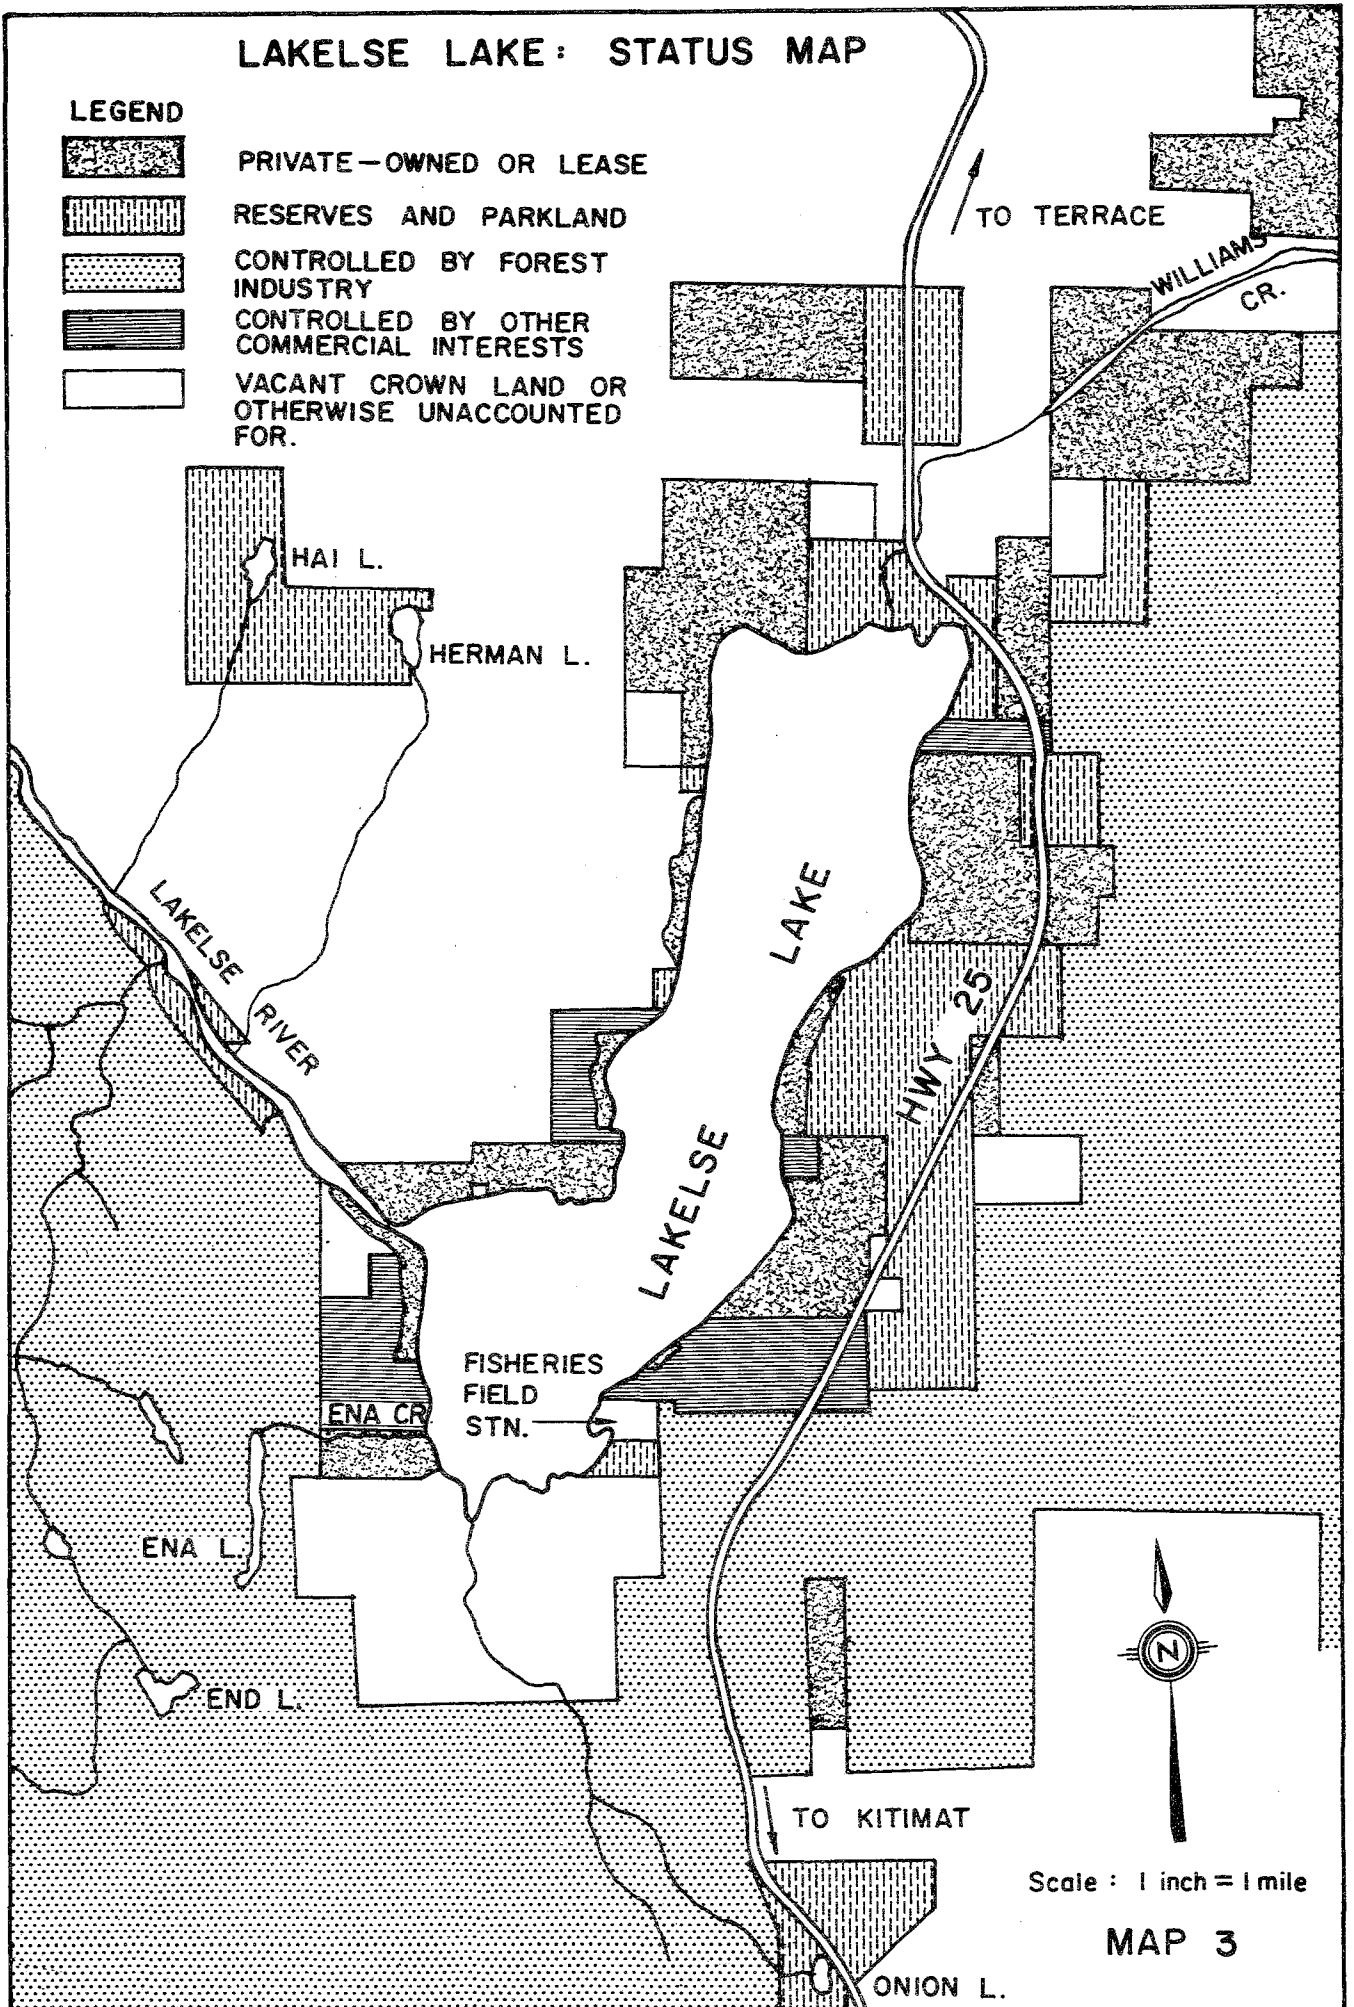 LAKELSE LAKE: STATUS MAP
LEGEND
PRIVATE-OWNED OR LEASE
RESERVES AND PARKLAND
CONTROLLED BY FOREST
INDUSTRY
CONTROLLED BY OTHER
COMMERCIAL INTERESTS
VACANT CROWN LAND OR
OTHERWISE UNACCOUNTED
FOR.
TO TERRACE
WILLIAMS
CR.
HAI L.
HERMAN L.
LAKELSE
RIVER
LAKELSE
LAKE
HWY 25
FISHERIES
FIELD
STN.
ENA CR
ENA L.
END L.
N
TO KITIMAT
Scale : 1 inch = 1 mile
MAP 3
ONION L.